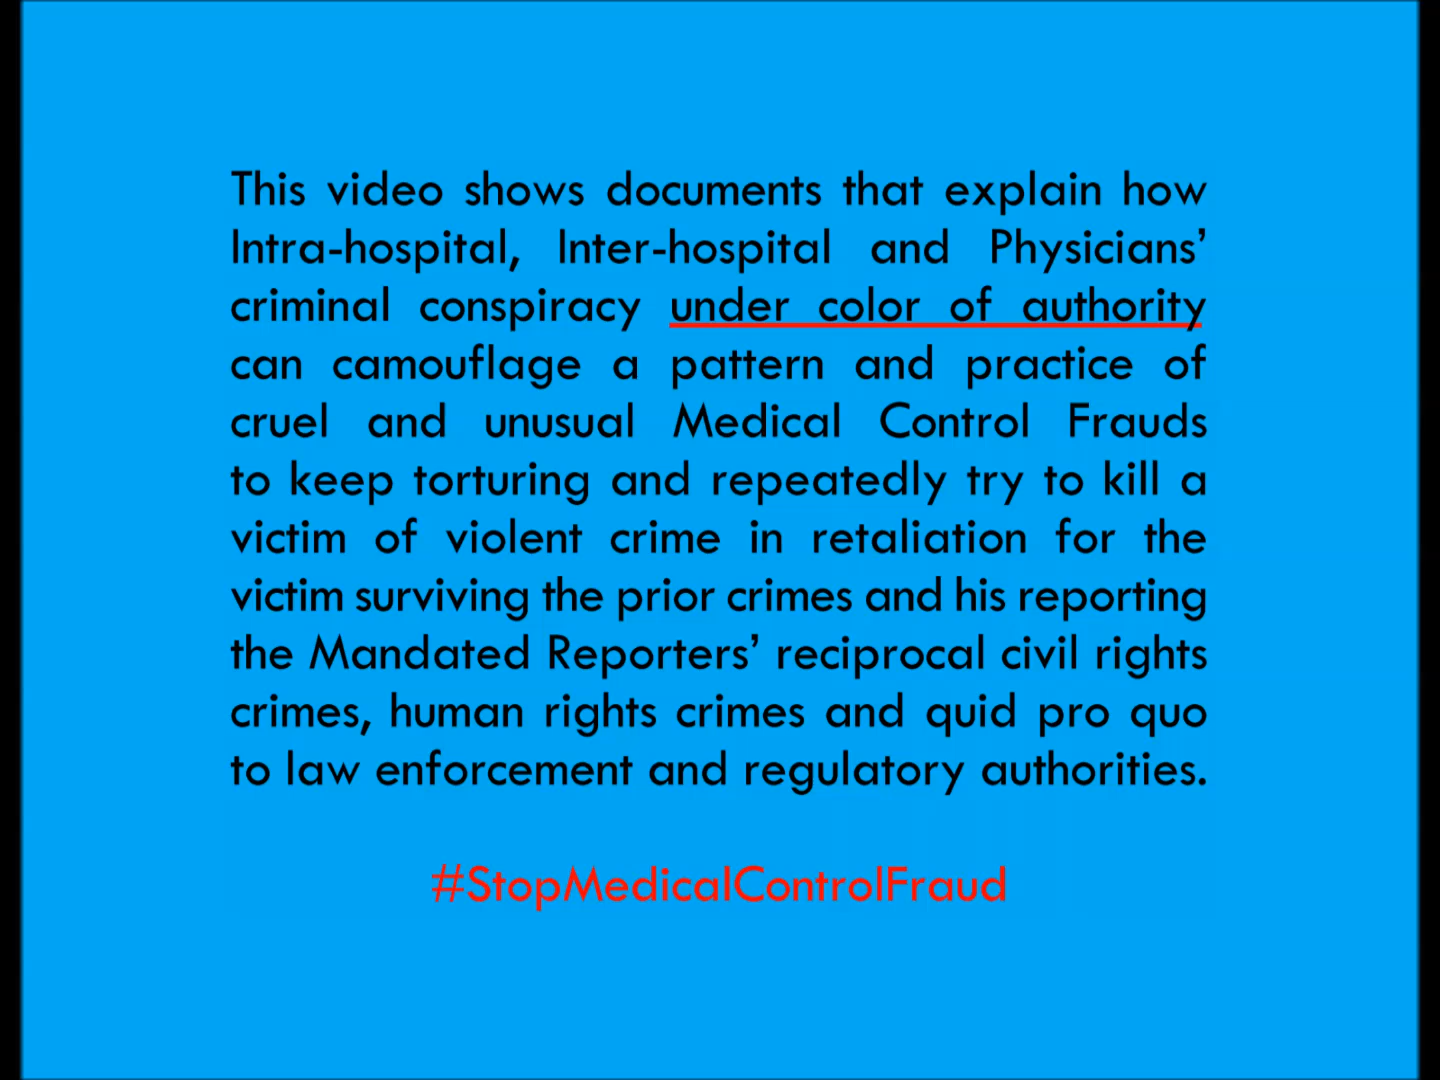 This video shows documents that explain how
Intra-hospital, Inter-hospital and Physicians’
criminal conspiracy under color of authority
can camouflage a pattern and practice of
cruel and unusual Medical Control Frauds
to keep torturing and repeatedly try to kill a
victim of violent crime in retaliation for the
victim surviving the prior crimes and his reporting
the Mandated Reporters’ reciprocal civil rights
crimes, human rights crimes and quid pro quo
to law enforcement and regulatory authorities.
#StopMedicalControlFraud